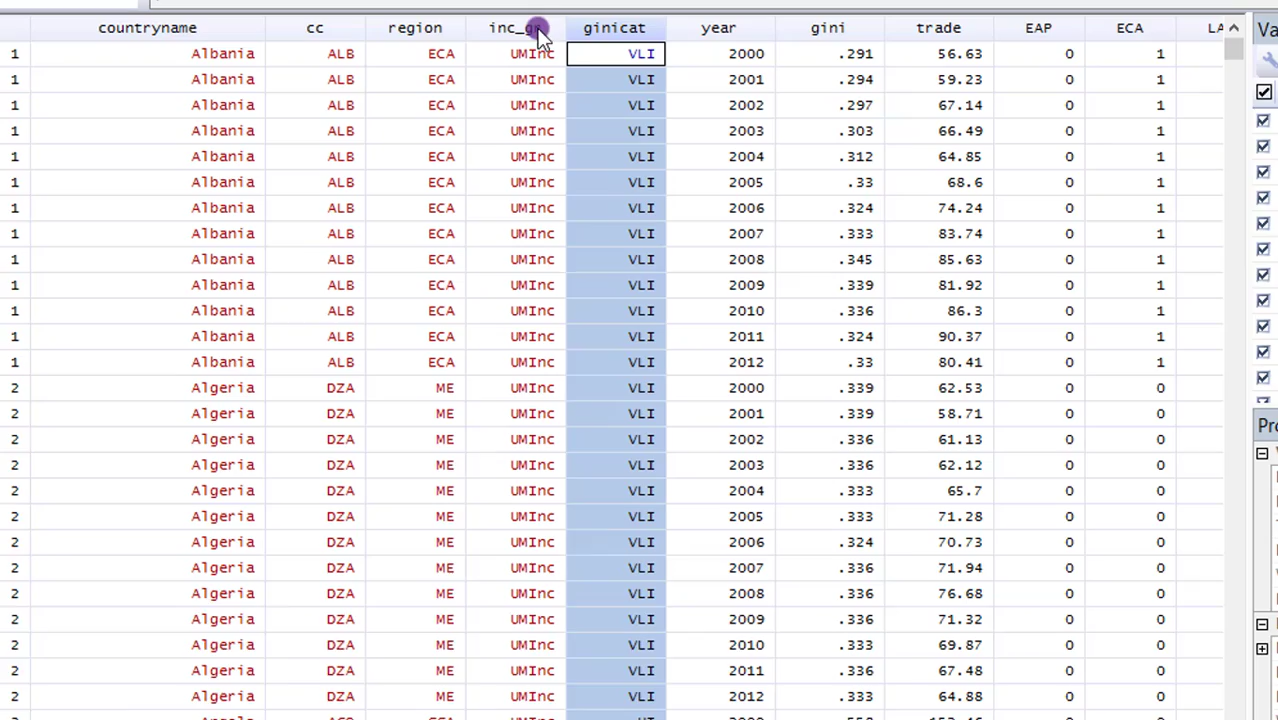 countryname cc region inc_gr ginicat year gini trade EAP ECA LA Va
1 Albania ALB ECA UMInc VLI 2000 .291 56.63 0 1
1 Albania ALB ECA UMInc VLI 2001 .294 59.23 0 1
1 Albania ALB ECA UMInc VLI 2002 .297 67.14 0 1
1 Albania ALB ECA UMInc VLI 2003 .303 66.49 0 1
1 Albania ALB ECA UMInc VLI 2004 .312 64.85 0 1
1 Albania ALB ECA UMInc VLI 2005 .33 68.6 0 1
1 Albania ALB ECA UMInc VLI 2006 .324 74.24 0 1
1 Albania ALB ECA UMInc VLI 2007 .333 83.74 0 1
1 Albania ALB ECA UMInc VLI 2008 .345 85.63 0 1
1 Albania ALB ECA UMInc VLI 2009 .339 81.92 0 1
1 Albania ALB ECA UMInc VLI 2010 .336 86.3 0 1
1 Albania ALB ECA UMInc VLI 2011 .324 90.37 0 1
1 Albania ALB ECA UMInc VLI 2012 .33 80.41 0 1
2 Algeria DZA ME UMInc VLI 2000 .339 62.53 0 0
2 Algeria DZA ME UMInc VLI 2001 .339 58.71 0 0
2 Algeria DZA ME UMInc VLI 2002 .336 61.13 0 0
2 Algeria DZA ME UMInc VLI 2003 .336 62.12 0 0
2 Algeria DZA ME UMInc VLI 2004 .333 65.7 0 0
2 Algeria DZA ME UMInc VLI 2005 .333 71.28 0 0
2 Algeria DZA ME UMInc VLI 2006 .324 70.73 0 0
2 Algeria DZA ME UMInc VLI 2007 .336 71.94 0 0
2 Algeria DZA ME UMInc VLI 2008 .336 76.68 0 0
2 Algeria DZA ME UMInc VLI 2009 .336 71.32 0 0
2 Algeria DZA ME UMInc VLI 2010 .333 69.87 0 0
2 Algeria DZA ME UMInc VLI 2011 .336 67.48 0 0
2 Algeria DZA ME UMInc VLI 2012 .333 64.88 0 0
Pro